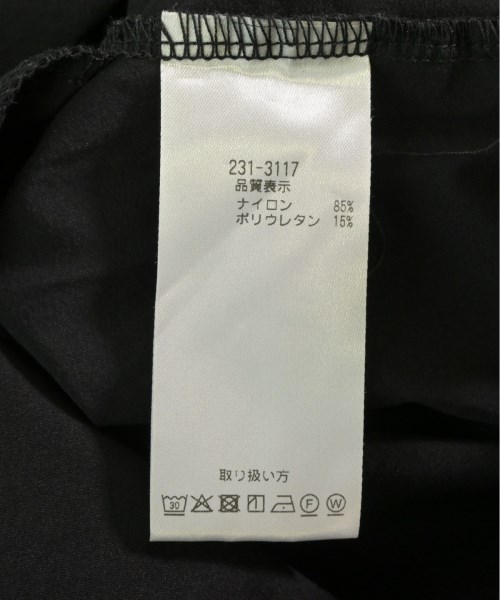 231-3117
品質表示
ナイロン 85%
ポリウレタン 15%
取り扱い方
30 F W